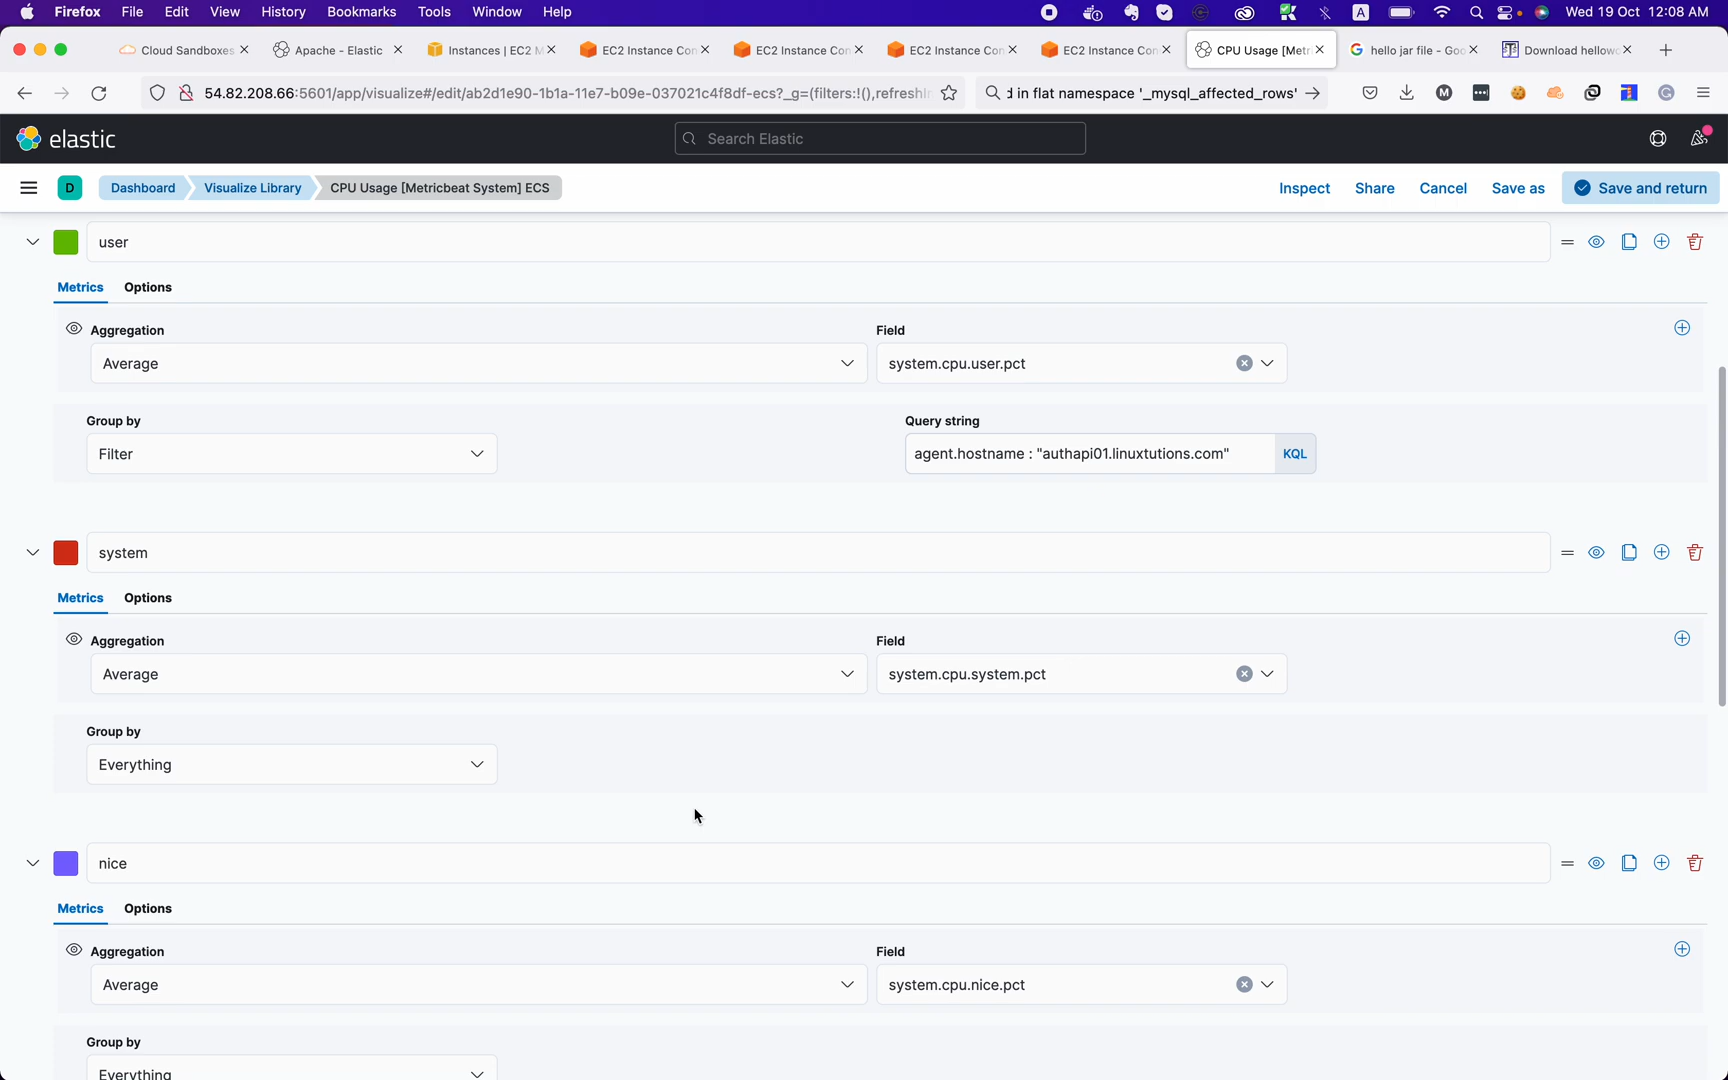 Firefox File Edit View History Bookmarks Tools Window Help Wed 19 Oct 12:08 AM
Cloud Sandboxes Apache - Elastic Instances | EC2 M EC2 Instance Con EC2 Instance Con EC2 Instance Con EC2 Instance Con CPU Usage [Metri hello jar file - Goo Download hellowo
54.82.208.66:5601/app/visualize#/edit/ab2d1e90-1b1a-11e7-b09e-037021c4f8df-ecs?_g=(filters:!(),refreshIn d in flat namespace '_mysql_affected_rows'
elastic Search Elastic
D Dashboard Visualize Library CPU Usage [Metricbeat System] ECS Inspect Share Cancel Save as Save and return
user
Metrics Options
Aggregation Field
Average system.cpu.user.pct
Group by Query string
Filter agent.hostname : "authapi01.linuxtutions.com" KQL
system
Metrics Options
Aggregation Field
Average system.cpu.system.pct
Group by
Everything
nice
Metrics Options
Aggregation Field
Average system.cpu.nice.pct
Group by
Everything